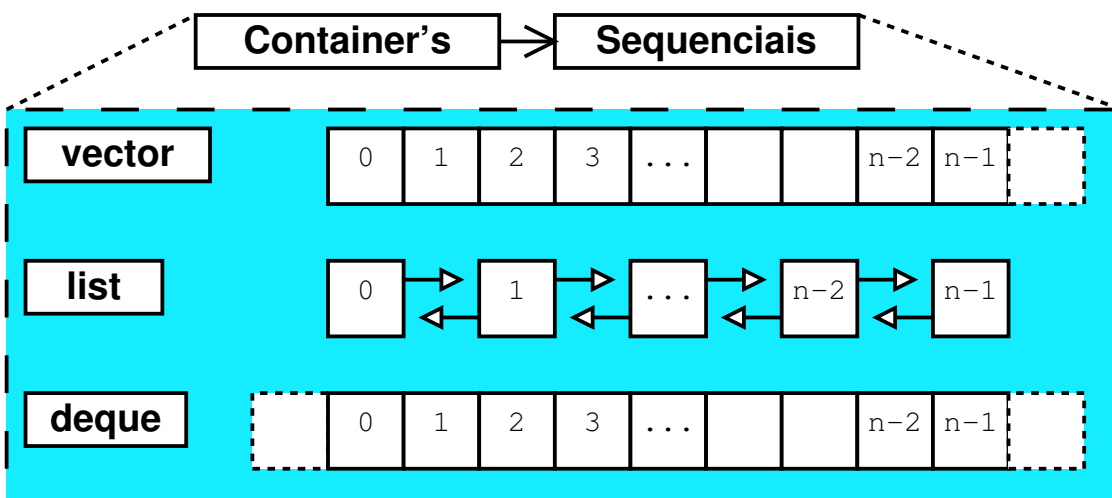 Container's Sequenciais
vector 0 1 2 3 ... n-2 n-1
list 0 1 ... n-2 n-1
deque 0 1 2 3 ... n-2 n-1